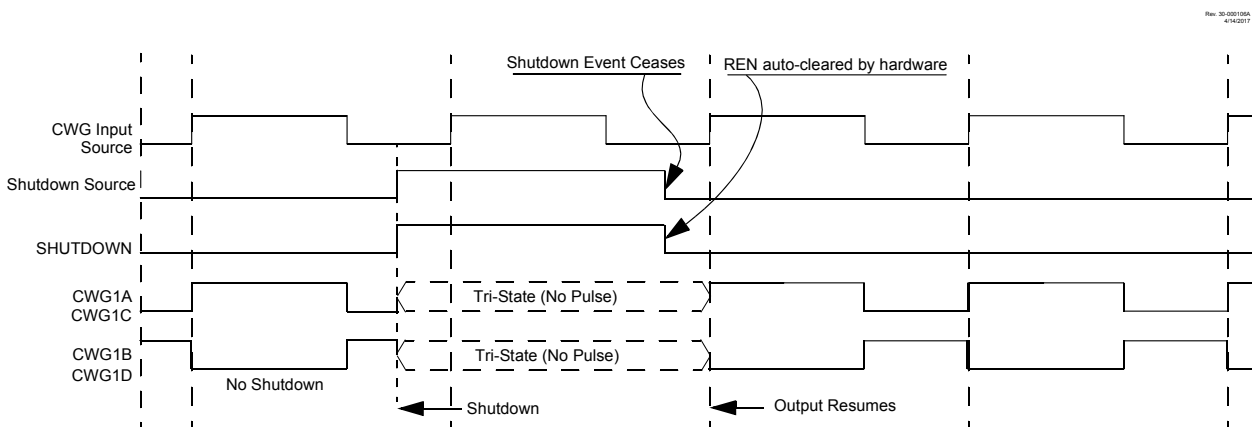 Rev. 30-000108A
4/14/2017
Shutdown Event Ceases
REN auto-cleared by hardware
CWG Input
Source
Shutdown Source
SHUTDOWN
CWG1A
CWG1C
Tri-State (No Pulse)
CWG1B
CWG1D
Tri-State (No Pulse)
No Shutdown
Shutdown
Output Resumes